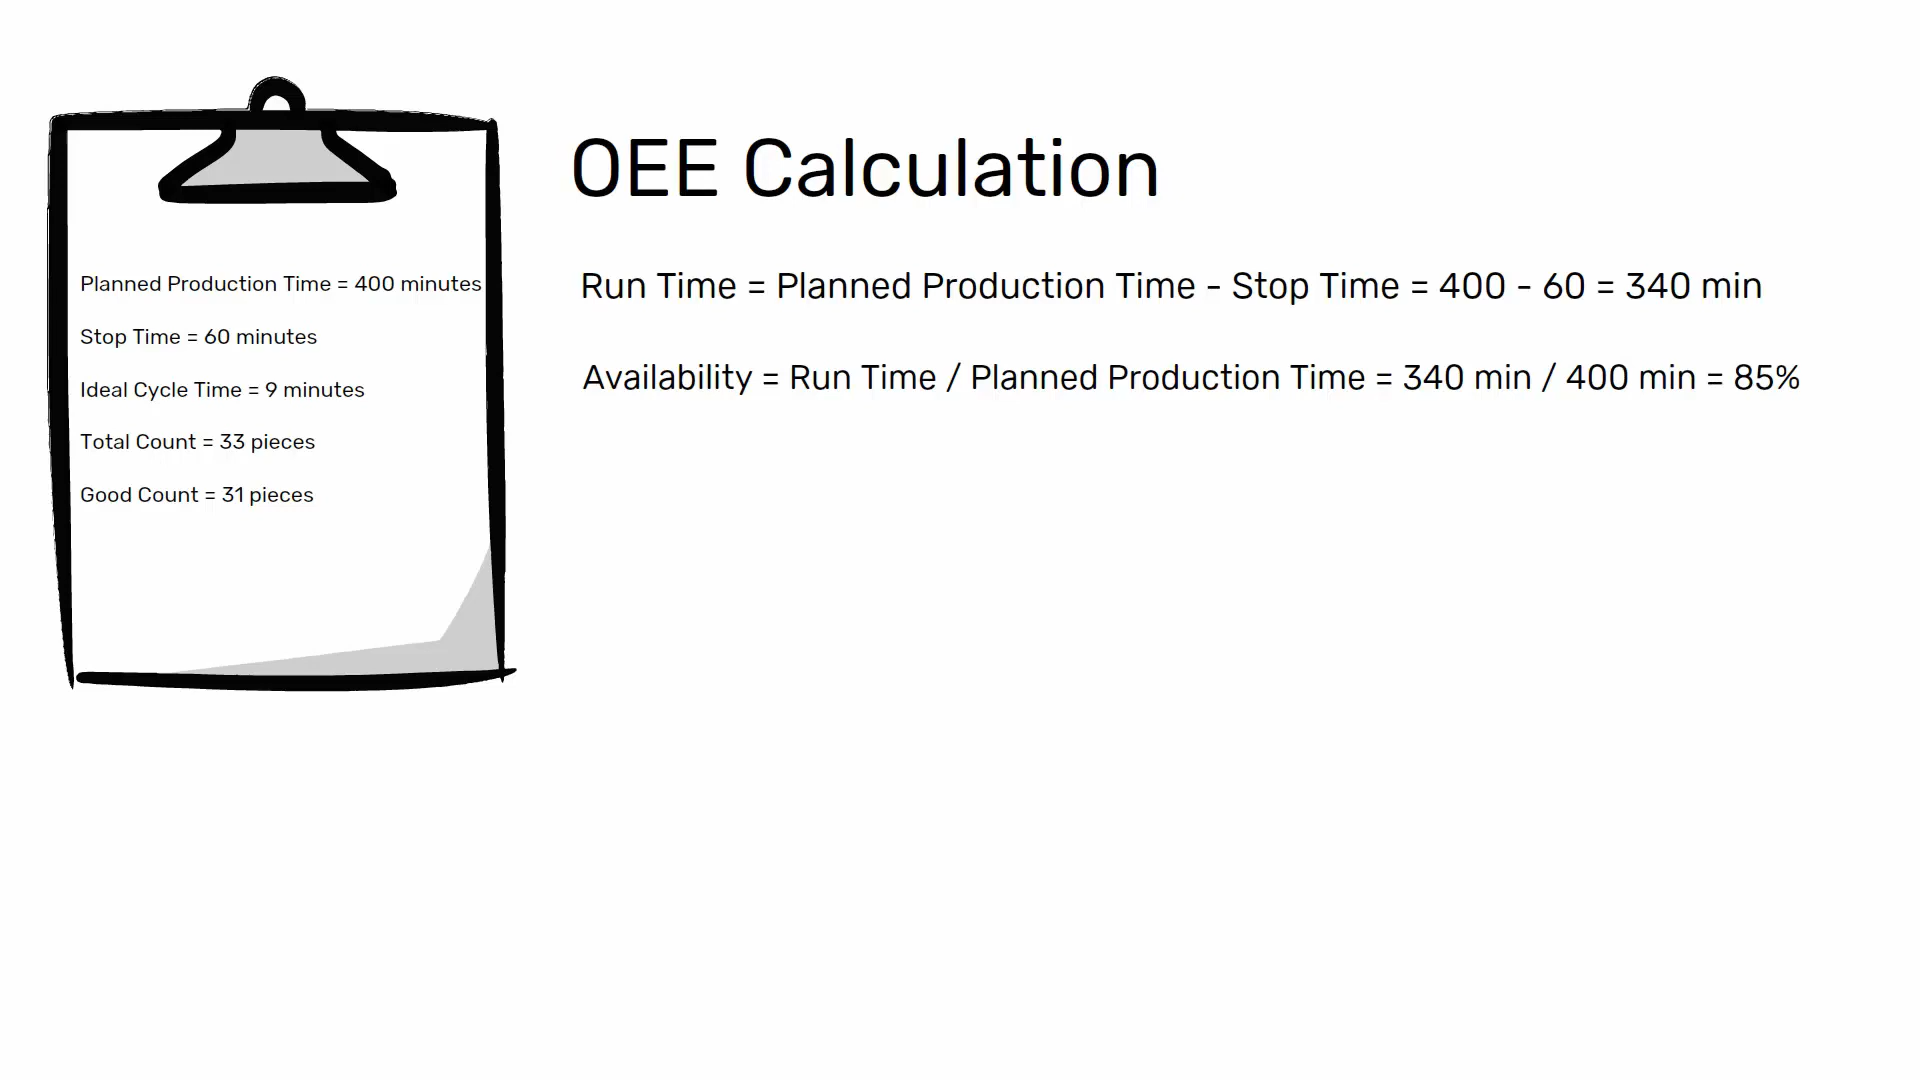 OEE Calculation
Planned Production Time = 400 minutes
Stop Time = 60 minutes
Ideal Cycle Time = 9 minutes
Total Count = 33 pieces
Good Count = 31 pieces
Run Time = Planned Production Time - Stop Time = 400 - 60 = 340 min
Availability = Run Time / Planned Production Time = 340 min / 400 min = 85%